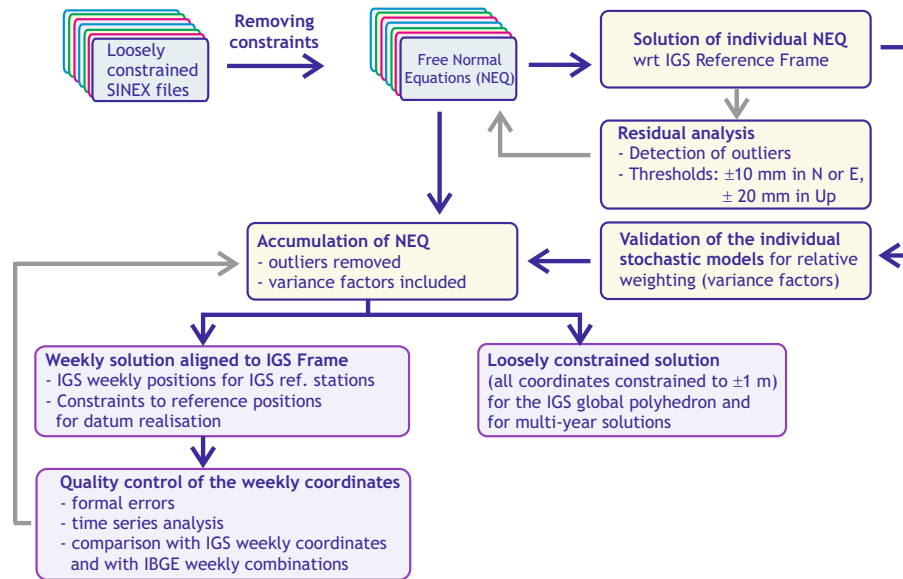 Removing
constraints
Loosely
constrained
SINEX files
Free Normal
Equations (NEQ)
Solution of individual NEQ
wrt IGS Reference Frame
Residual analysis
- Detection of outliers
- Thresholds: ±10 mm in N or E,
± 20 mm in Up
Accumulation of NEQ
- outliers removed
- variance factors included
Validation of the individual
stochastic models for relative
weighting (variance factors)
Weekly solution aligned to IGS Frame
- IGS weekly positions for IGS ref. stations
- Constraints to reference positions
for datum realisation
Loosely constrained solution
(all coordinates constrained to ±1 m)
for the IGS global polyhedron and
for multi-year solutions
Quality control of the weekly coordinates
- formal errors
- time series analysis
- comparison with IGS weekly coordinates
and with IBGE weekly combinations